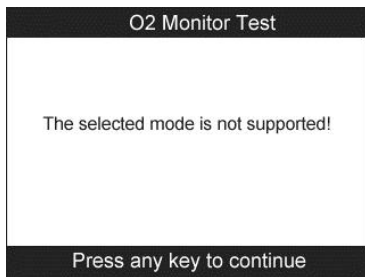 O2 Monitor Test
The selected mode is not supported!
Press any key to continue